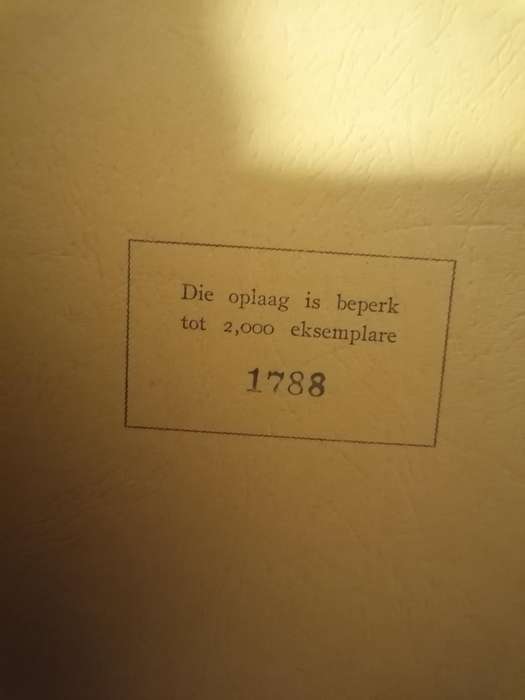 Die oplaag is beperk
tot 2,000 eksemplare
1788